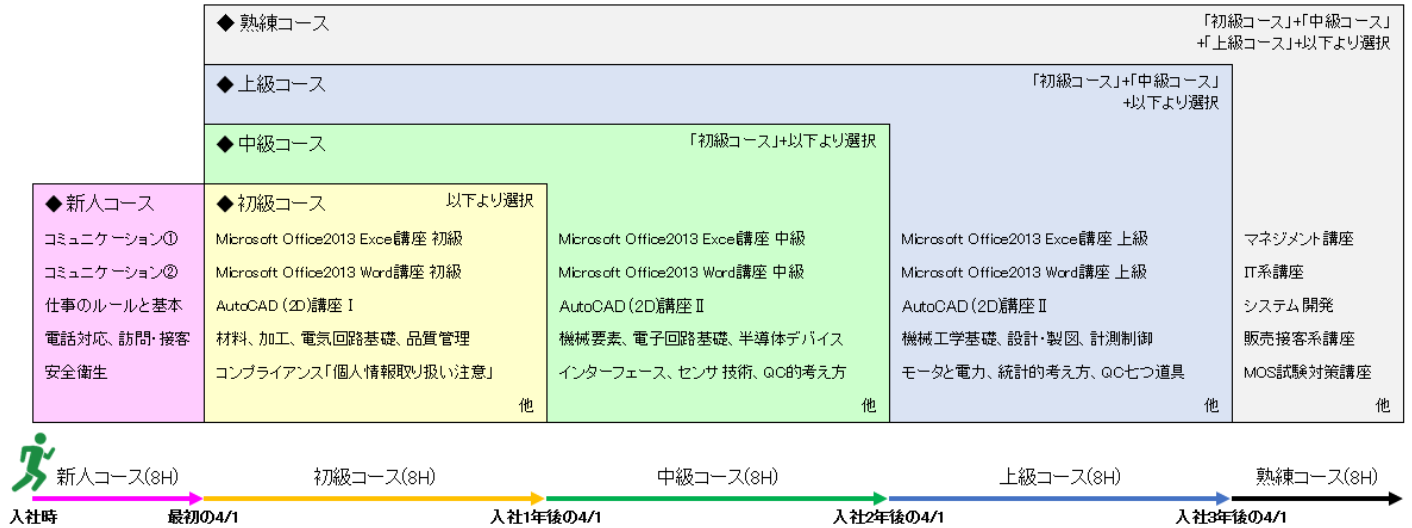 ◆ 熟練コース
「初級コース」+「中級コース」
+「上級コース」+以下より選択
◆ 上級コース
「初級コース」+「中級コース」
+以下より選択
◆ 中級コース
「初級コース」+以下より選択
◆ 新人コース
コミュニケーション①
コミュニケーション②
仕事のルールと基本
電話対応、訪問・接客
安全衛生
◆ 初級コース
以下より選択
Microsoft Office2013 Excel講座 初級
Microsoft Office2013 Word講座 初級
AutoCAD (2D)講座 Ⅰ
材料、加工、電気回路基礎、品質管理
コンプライアンス「個人情報取り扱い注意」
他
Microsoft Office2013 Excel講座 中級
Microsoft Office2013 Word講座 中級
AutoCAD (2D)講座 Ⅱ
機械要素、電子回路基礎、半導体デバイス
インターフェース、センサ 技術、QC的考え方
他
Microsoft Office2013 Excel講座 上級
Microsoft Office2013 Word講座 上級
AutoCAD (2D)講座 Ⅱ
機械工学基礎、設計・製図、計測制御
モータと電力、統計的考え方、QC七つ道具
他
マネジメント講座
IT系講座
システム開発
販売接客系講座
MOS試験対策講座
他
新人コース(8H)
初級コース(8H)
中級コース(8H)
上級コース(8H)
熟練コース(8H)
入社時
最初の4/1
入社1年後の4/1
入社2年後の4/1
入社3年後の4/1